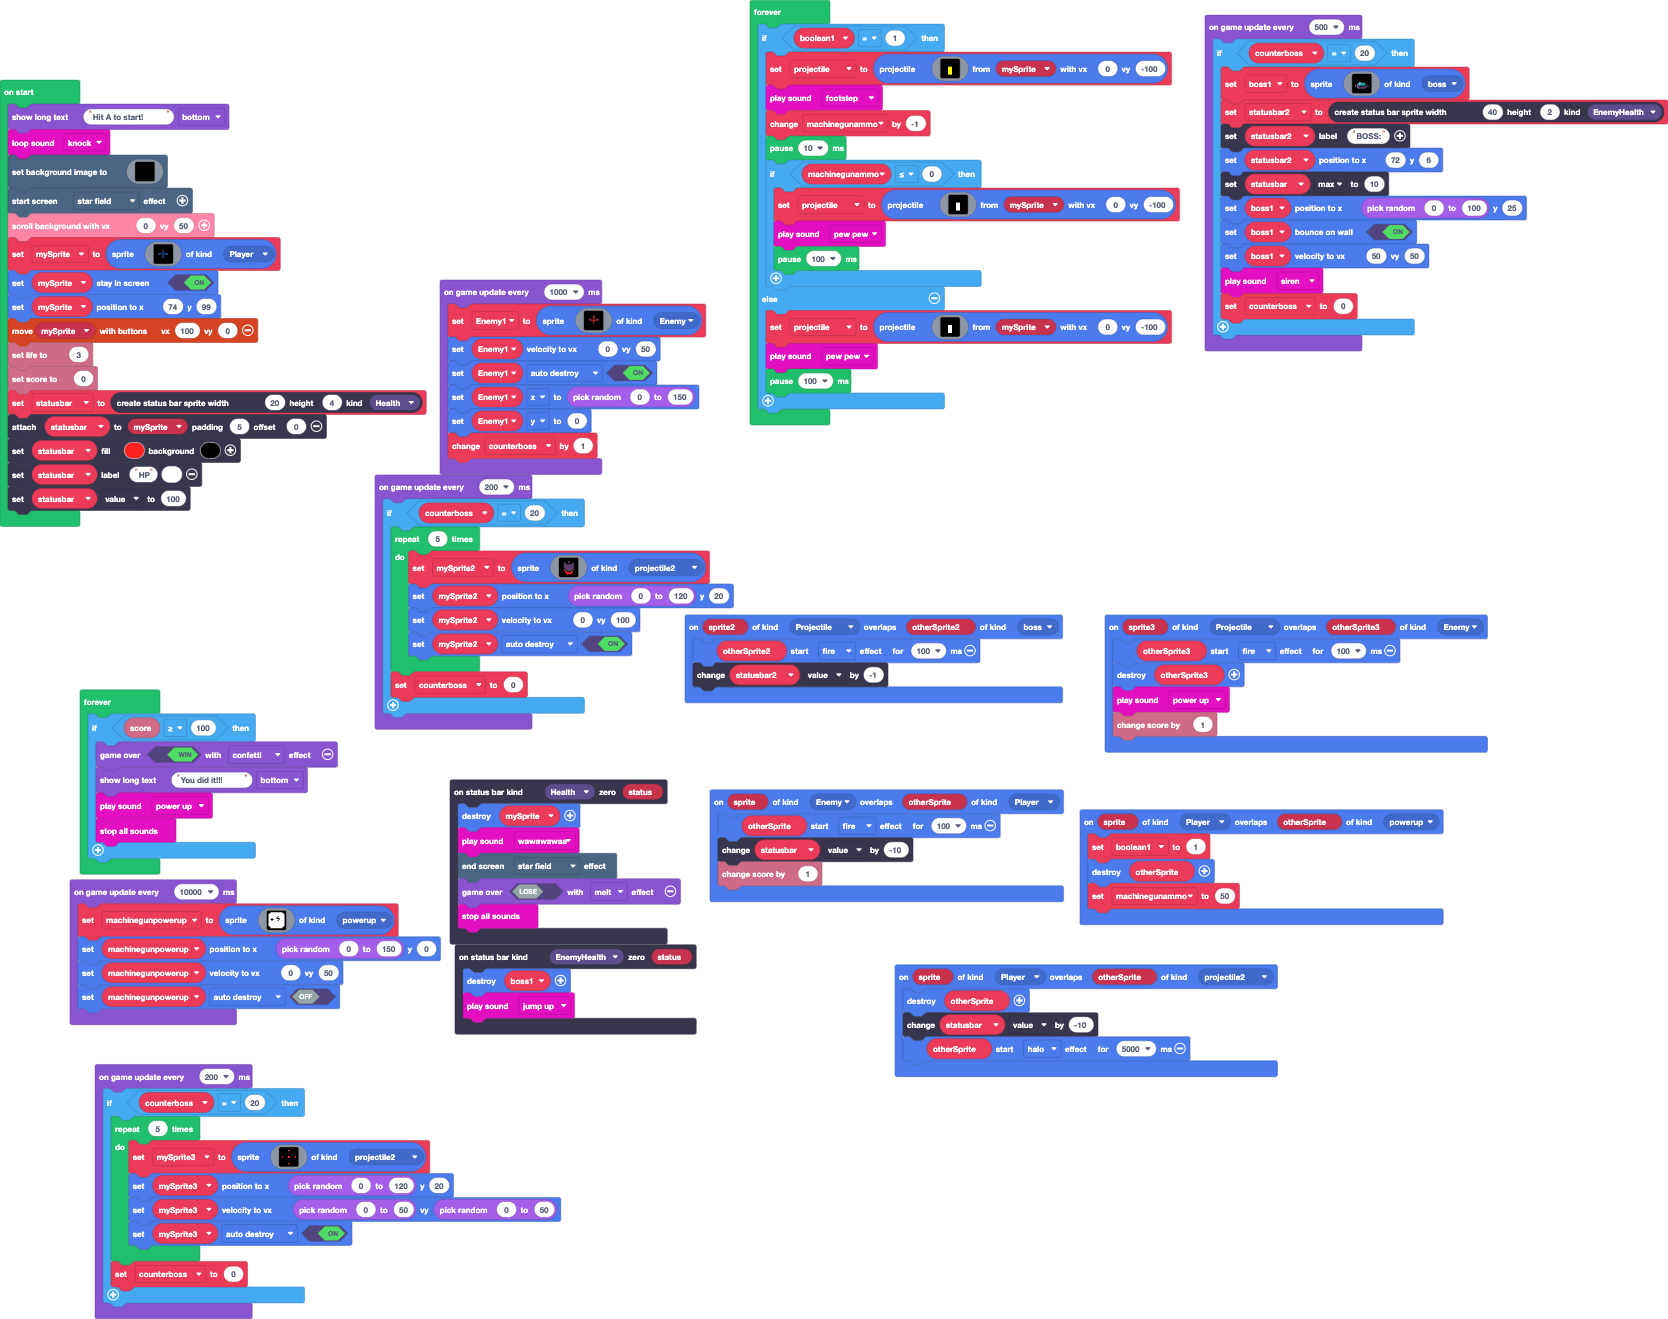 on start
show long text "Hit A to start!" bottom
loop sound knock
set background image to
start screen star field effect
scroll background with vx 0 vy 50
set mySprite to sprite of kind Player
set mySprite stay in screen ON
set mySprite position to x 74 y 99
move mySprite with buttons vx 100 vy 0
set life to 3
set score to 0
set statusbar to create status bar sprite width 20 height 4 kind Health
attach statusbar to mySprite padding 5 offset 0
set statusbar fill background
set statusbar label "HP"
set statusbar value to 100
on game update every 1000 ms
set Enemy1 to sprite of kind Enemy
set Enemy1 velocity to vx 0 vy 50
set Enemy1 auto destroy ON
set Enemy1 x to pick random 0 to 150
set Enemy1 y to 0
change counterboss by 1
on game update every 200 ms
if counterboss = 20 then
repeat 5 times
do
set mySprite2 to sprite of kind projectile2
set mySprite2 position to x pick random 0 to 120 y 20
set mySprite2 velocity to vx 0 vy 100
set mySprite2 auto destroy ON
set counterboss to 0
forever
if boolean1 = 1 then
set projectile to projectile from mySprite with vx 0 vy -100
play sound footstep
change machinegunammo by -1
pause 10 ms
if machinegunammo ≤ 0 then
set projectile to projectile from mySprite with vx 0 vy -100
play sound pew pew
pause 100 ms
else
set projectile to projectile from mySprite with vx 0 vy -100
play sound pew pew
pause 100 ms
on game update every 500 ms
if counterboss = 20 then
set boss1 to sprite of kind boss
set statusbar2 to create status bar sprite width 40 height 2 kind EnemyHealth
set statusbar2 label "BOSS:"
set statusbar2 position to x 72 y 6
set statusbar max to 10
set boss1 position to x pick random 0 to 100 y 25
set boss1 bounce on wall ON
set boss1 velocity to vx 50 vy 50
play sound siren
set counterboss to 0
on sprite2 of kind Projectile overlaps otherSprite2 of kind boss
otherSprite2 start fire effect for 100 ms
change statusbar2 value by -1
on sprite3 of kind Projectile overlaps otherSprite3 of kind Enemy
otherSprite3 start fire effect for 100 ms
destroy otherSprite3
play sound power up
change score by 1
forever
if score ≥ 100 then
game over WIN with confetti effect
show long text "You did it!!!" bottom
play sound power up
stop all sounds
on game update every 10000 ms
set machinegunpowerup to sprite of kind powerup
set machinegunpowerup position to x pick random 0 to 150 y 0
set machinegunpowerup velocity to vx 0 vy 50
set machinegunpowerup auto destroy OFF
on status bar kind Health zero status
destroy mySprite
play sound wawawawaa
end screen star field effect
game over LOSE with melt effect
stop all sounds
on status bar kind EnemyHealth zero status
destroy boss1
play sound jump up
on sprite of kind Enemy overlaps otherSprite of kind Player
otherSprite start fire effect for 100 ms
change statusbar value by -10
change score by 1
on sprite of kind Player overlaps otherSprite of kind powerup
set boolean1 to 1
destroy otherSprite
set machinegunammo to 50
on sprite of kind Player overlaps otherSprite of kind projectile2
destroy otherSprite
change statusbar value by -10
otherSprite start halo effect for 5000 ms
on game update every 200 ms
if counterboss = 20 then
repeat 5 times
do
set mySprite3 to sprite of kind projectile2
set mySprite3 position to x pick random 0 to 120 y 20
set mySprite3 velocity to vx pick random 0 to 50 vy pick random 0 to 50
set mySprite3 auto destroy ON
set counterboss to 0